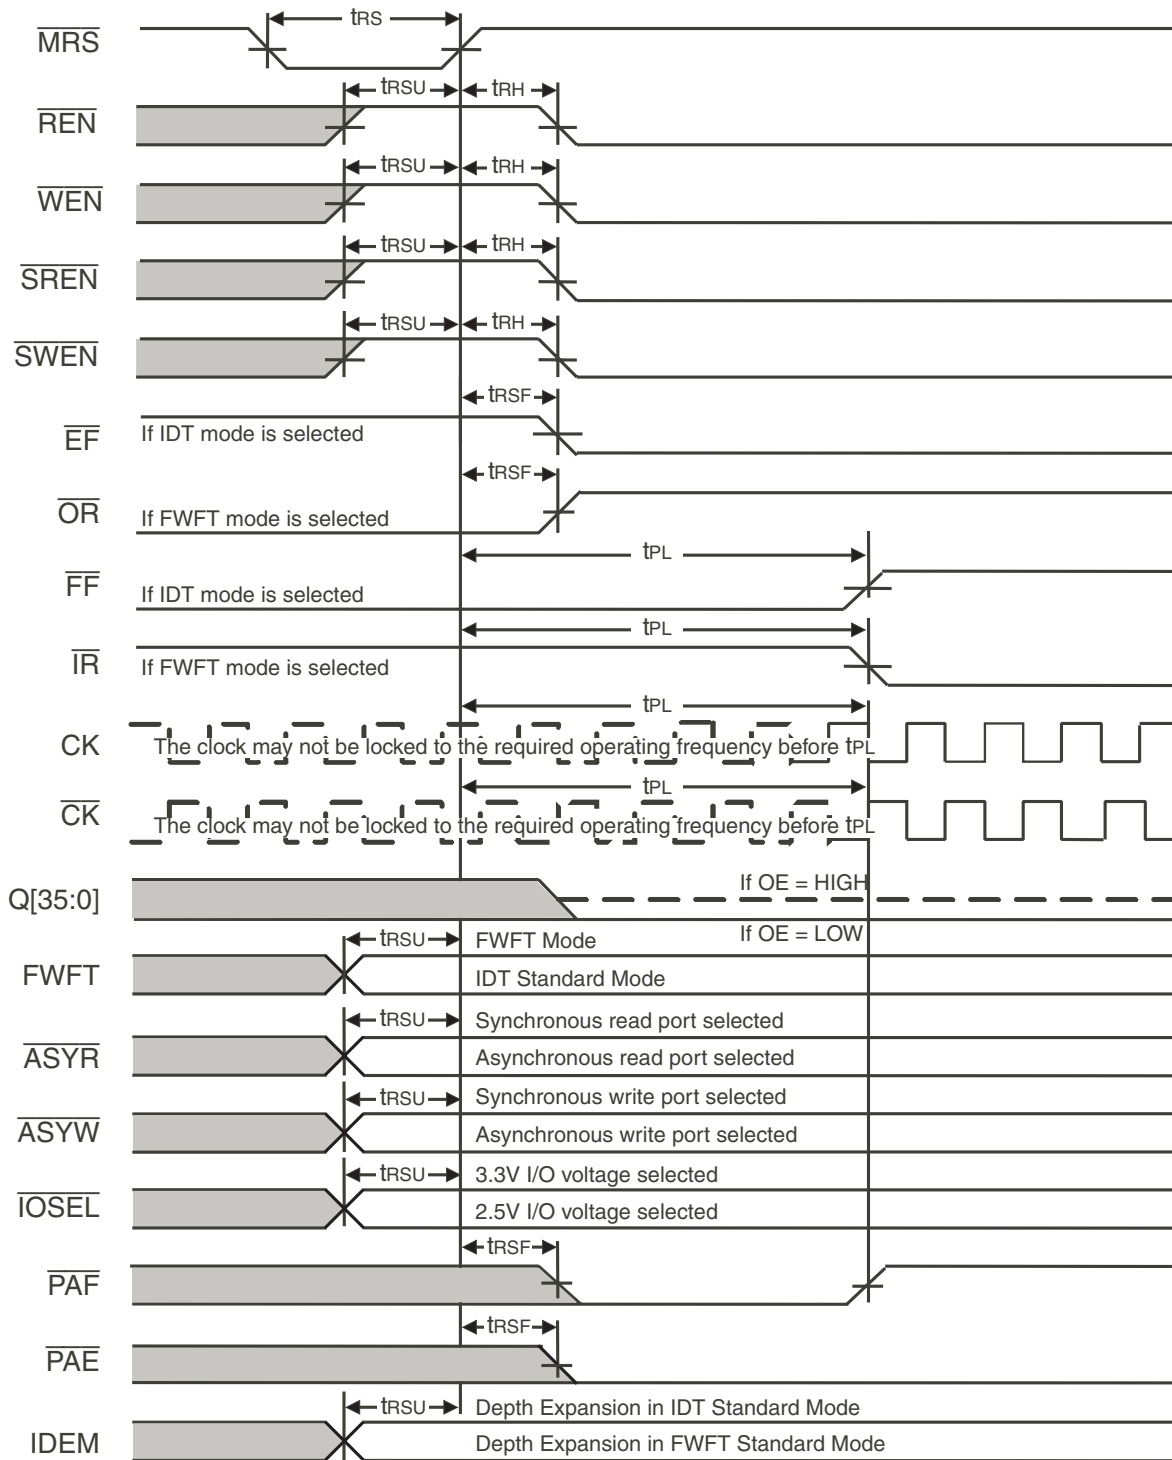 tRS
MRS
tRSU tRH
REN
tRSU tRH
WEN
tRSU tRH
SREN
tRSU tRH
SWEN
tRSF
EF If IDT mode is selected
tRSF
OR If FWFT mode is selected
tPL
FF If IDT mode is selected
tPL
IR If FWFT mode is selected
tPL
CK The clock may not be locked to the required operating frequency before tPL
tPL
CK The clock may not be locked to the required operating frequency before tPL
If OE = HIGH
Q[35:0]
If OE = LOW
tRSU FWFT Mode
FWFT IDT Standard Mode
tRSU Synchronous read port selected
ASYR Asynchronous read port selected
tRSU Synchronous write port selected
ASYW Asynchronous write port selected
tRSU 3.3V I/O voltage selected
IOSEL 2.5V I/O voltage selected
tRSF
PAF
tRSF
PAE
tRSU Depth Expansion in IDT Standard Mode
IDEM Depth Expansion in FWFT Standard Mode